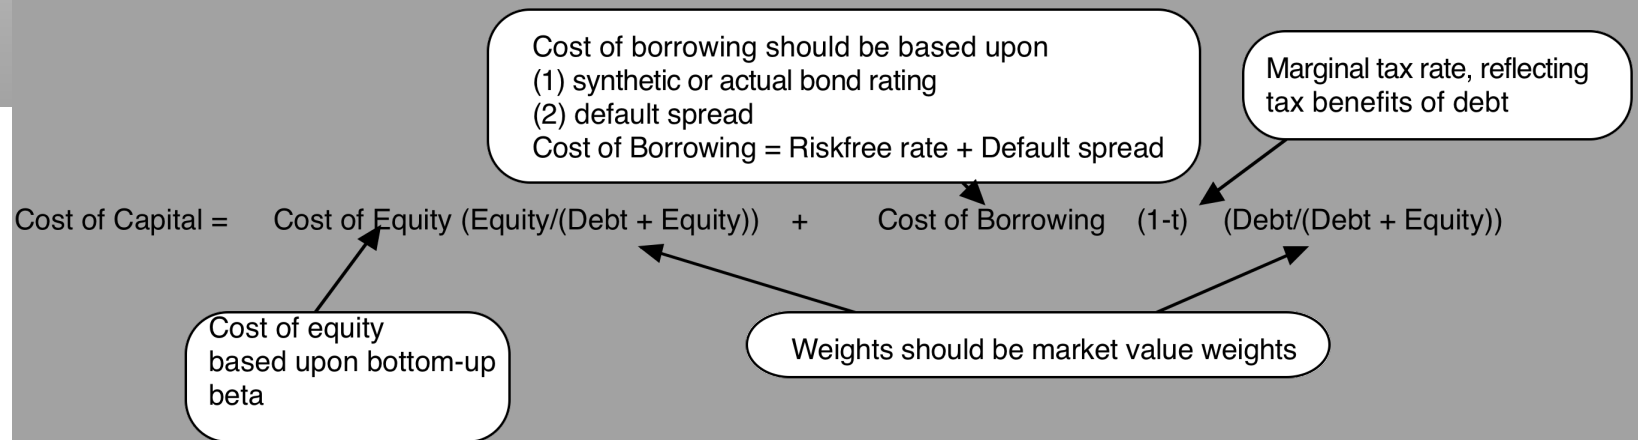 Cost of borrowing should be based upon
(1) synthetic or actual bond rating
(2) default spread
Cost of Borrowing = Riskfree rate + Default spread
Marginal tax rate, reflecting
tax benefits of debt
Cost of Capital = Cost of Equity (Equity/(Debt + Equity)) + Cost of Borrowing (1-t) (Debt/(Debt + Equity))
Cost of equity
based upon bottom-up
beta
Weights should be market value weights